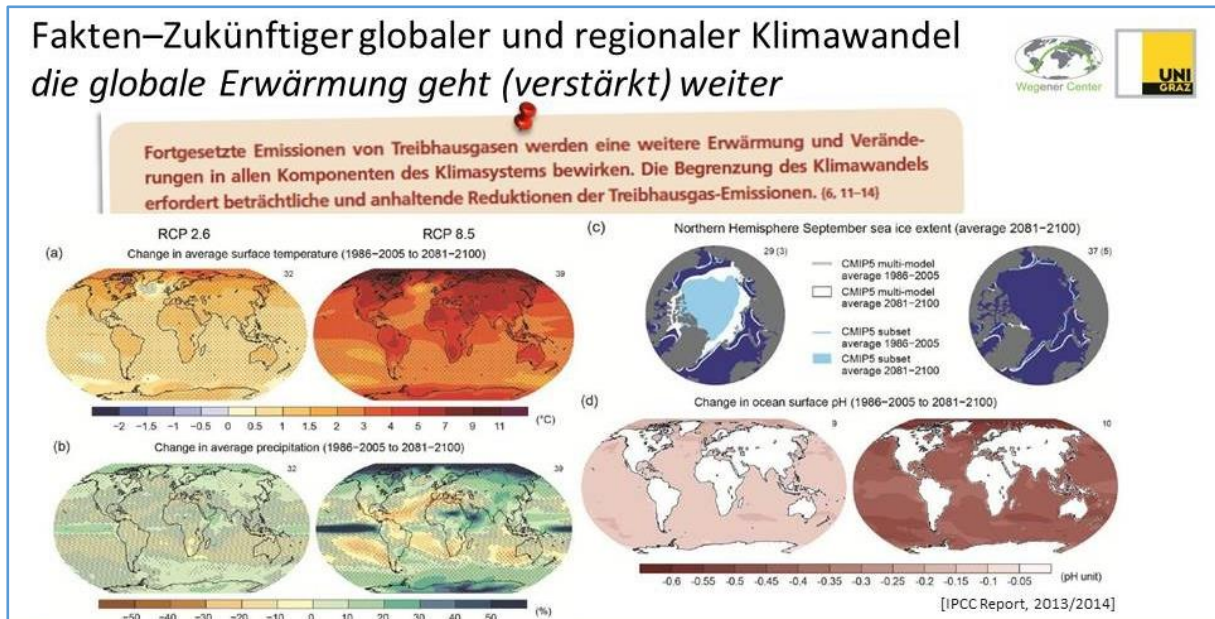 Fakten–Zukünftiger globaler und regionaler Klimawandel
die globale Erwärmung geht (verstärkt) weiter
Wegener Center
UNI
GRAZ
Fortgesetzte Emissionen von Treibhausgasen werden eine weitere Erwärmung und Verände-
rungen in allen Komponenten des Klimasystems bewirken. Die Begrenzung des Klimawandels
erfordert beträchtliche und anhaltende Reduktionen der Treibhausgas-Emissionen. {6, 11–14}
RCP 2.6
RCP 8.5
(a)
Change in average surface temperature (1986−2005 to 2081−2100)
32
39
−2 −1.5 −1 −0.5 0 0.5 1 1.5 2 3 4 5 7 9 11
(°C)
(b)
Change in average precipitation (1986−2005 to 2081−2100)
32
39
−50 −40 −30 −20 −10 0 10 20 30 40 50
(%)
(c)
Northern Hemisphere September sea ice extent (average 2081−2100)
29 (3)
37 (5)
CMIP5 multi-model
average 1986−2005
CMIP5 multi-model
average 2081−2100
CMIP5 subset
average 1986−2005
CMIP5 subset
average 2081−2100
(d)
Change in ocean surface pH (1986−2005 to 2081−2100)
9
10
−0.6 −0.55 −0.5 −0.45 −0.4 −0.35 −0.3 −0.25 −0.2 −0.15 −0.1 −0.05
(pH unit)
[IPCC Report, 2013/2014]